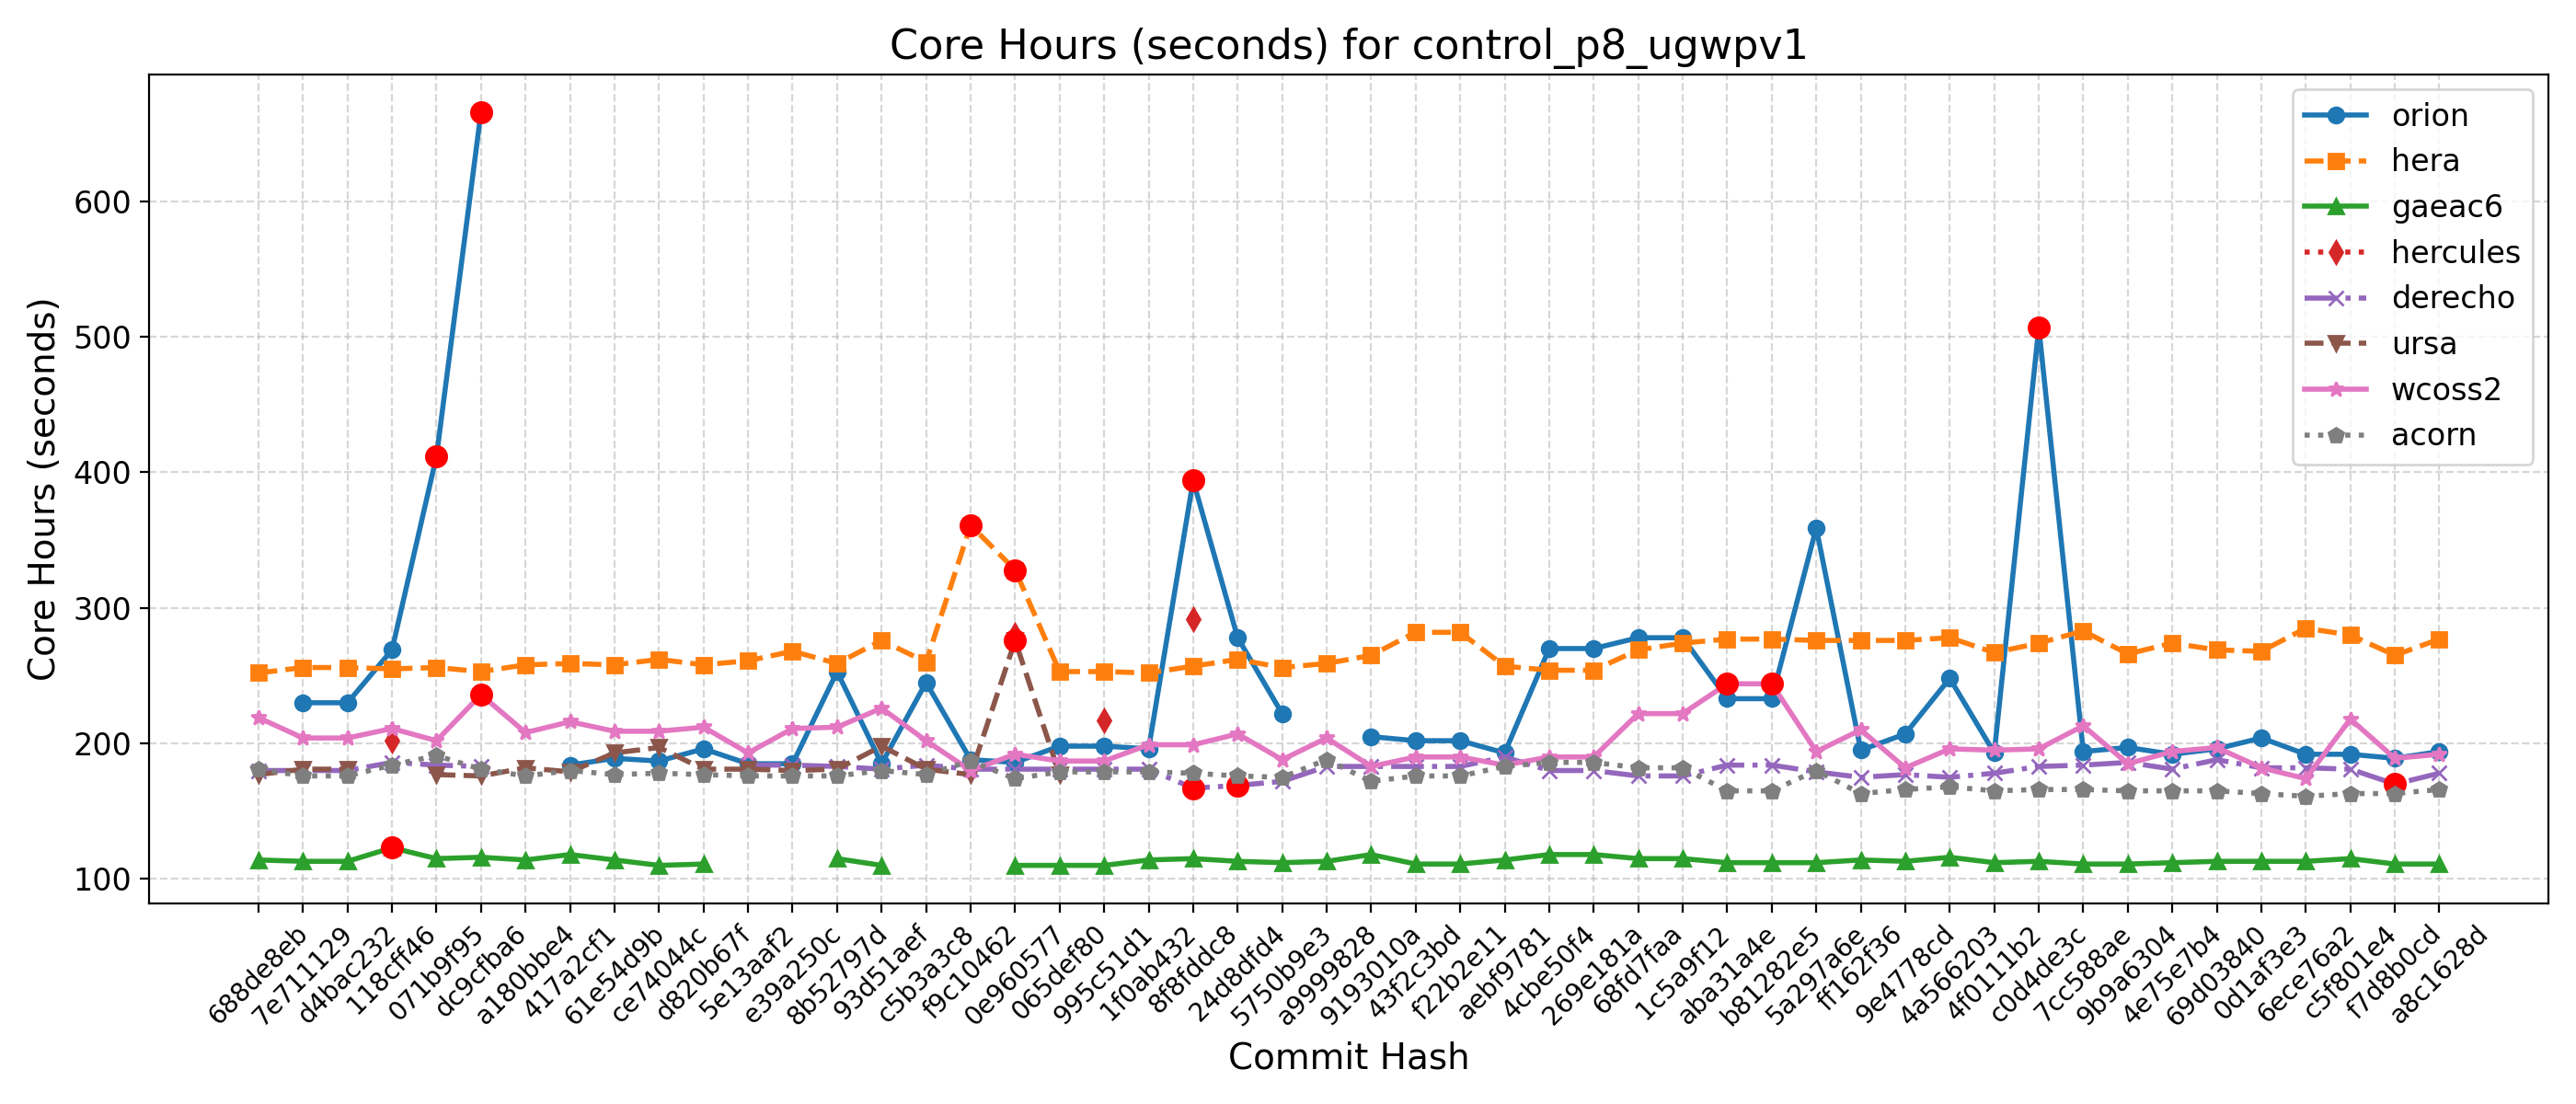 Core Hours (seconds) for control_p8_ugwpv1
Core Hours (seconds)
600
500
400
300
200
100
orion
hera
gaeac6
hercules
derecho
ursa
wcoss2
acorn
688de8eb
7e711129
d4bac232
118cff46
071b9f95
dc9cfba6
a180bbe4
417a2cf1
61e54d9b
ce74044c
d820b67f
5e13aaf2
e39a250c
8b52797d
93d51aef
c5b3a3c8
f9c10462
0e960577
065def80
995c51d1
1f0ab432
8f8fddc8
24d8dfd4
5750b9e3
a9999828
9193010a
43f2c3bd
f22b2e11
aebf9781
4cbe50f4
269e181a
68fd7faa
1c5a9f12
aba31a4e
b81282e5
5a297a6e
ff162f36
9e4778cd
4a566203
4f0111b2
c0d4de3c
7cc588ae
9b9a6304
4e75e7b4
69d03840
0d1af3e3
6ece76a2
c5f801e4
f7d8b0cd
a8c1628d
Commit Hash